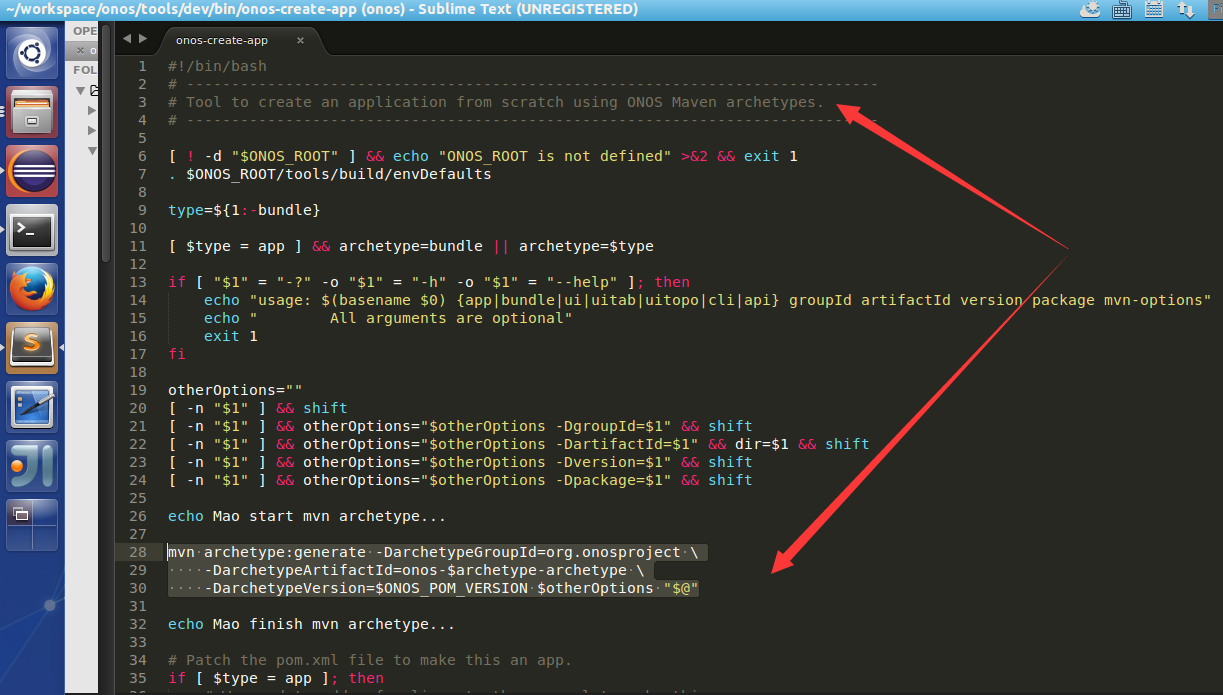 ~/workspace/onos/tools/dev/bin/onos-create-app (onos) - Sublime Text (UNREGISTERED)
OPE
onos-create-app ×
× o
FOL
1 #!/bin/bash
2 # -----------------------------------------------------------------------------
3 # Tool to create an application from scratch using ONOS Maven archetypes.
4 # -----------------------------------------------------------------------------
5
6 [ ! -d "$ONOS_ROOT" ] && echo "ONOS_ROOT is not defined" >&2 && exit 1
7 . $ONOS_ROOT/tools/build/envDefaults
8
9 type=${1:-bundle}
10
11 [ $type = app ] && archetype=bundle || archetype=$type
12
13 if [ "$1" = "-?" -o "$1" = "-h" -o "$1" = "--help" ]; then
14     echo "usage: $(basename $0) {app|bundle|ui|uitab|uitopo|cli|api} groupId artifactId version package mvn-options"
15     echo "        All arguments are optional"
16     exit 1
17 fi
18
19 otherOptions=""
20 [ -n "$1" ] && shift
21 [ -n "$1" ] && otherOptions="$otherOptions -DgroupId=$1" && shift
22 [ -n "$1" ] && otherOptions="$otherOptions -DartifactId=$1" && dir=$1 && shift
23 [ -n "$1" ] && otherOptions="$otherOptions -Dversion=$1" && shift
24 [ -n "$1" ] && otherOptions="$otherOptions -Dpackage=$1" && shift
25
26 echo Mao start mvn archetype...
27
28 mvn archetype:generate -DarchetypeGroupId=org.onosproject \
29     -DarchetypeArtifactId=onos-$archetype-archetype \
30     -DarchetypeVersion=$ONOS_POM_VERSION $otherOptions "$@"
31
32 echo Mao finish mvn archetype...
33
34 # Patch the pom.xml file to make this an app.
35 if [ $type = app ]; then